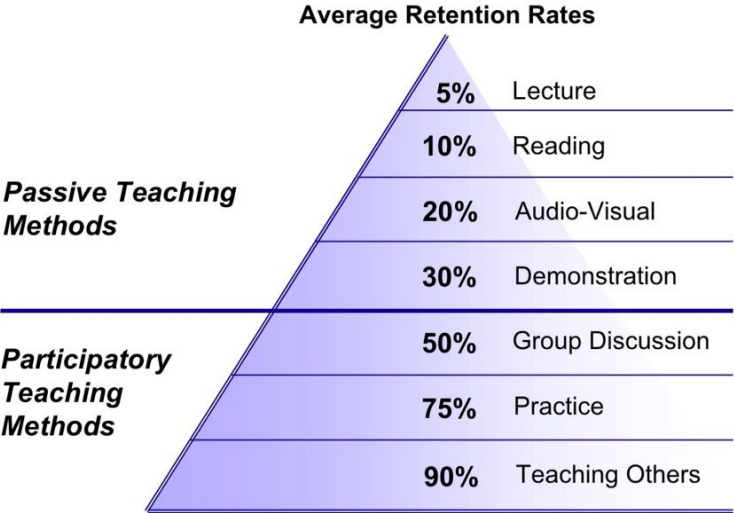 Average Retention Rates
5% Lecture
10% Reading
Passive Teaching
Methods
20% Audio-Visual
30% Demonstration
50% Group Discussion
Participatory
Teaching
Methods
75% Practice
90% Teaching Others